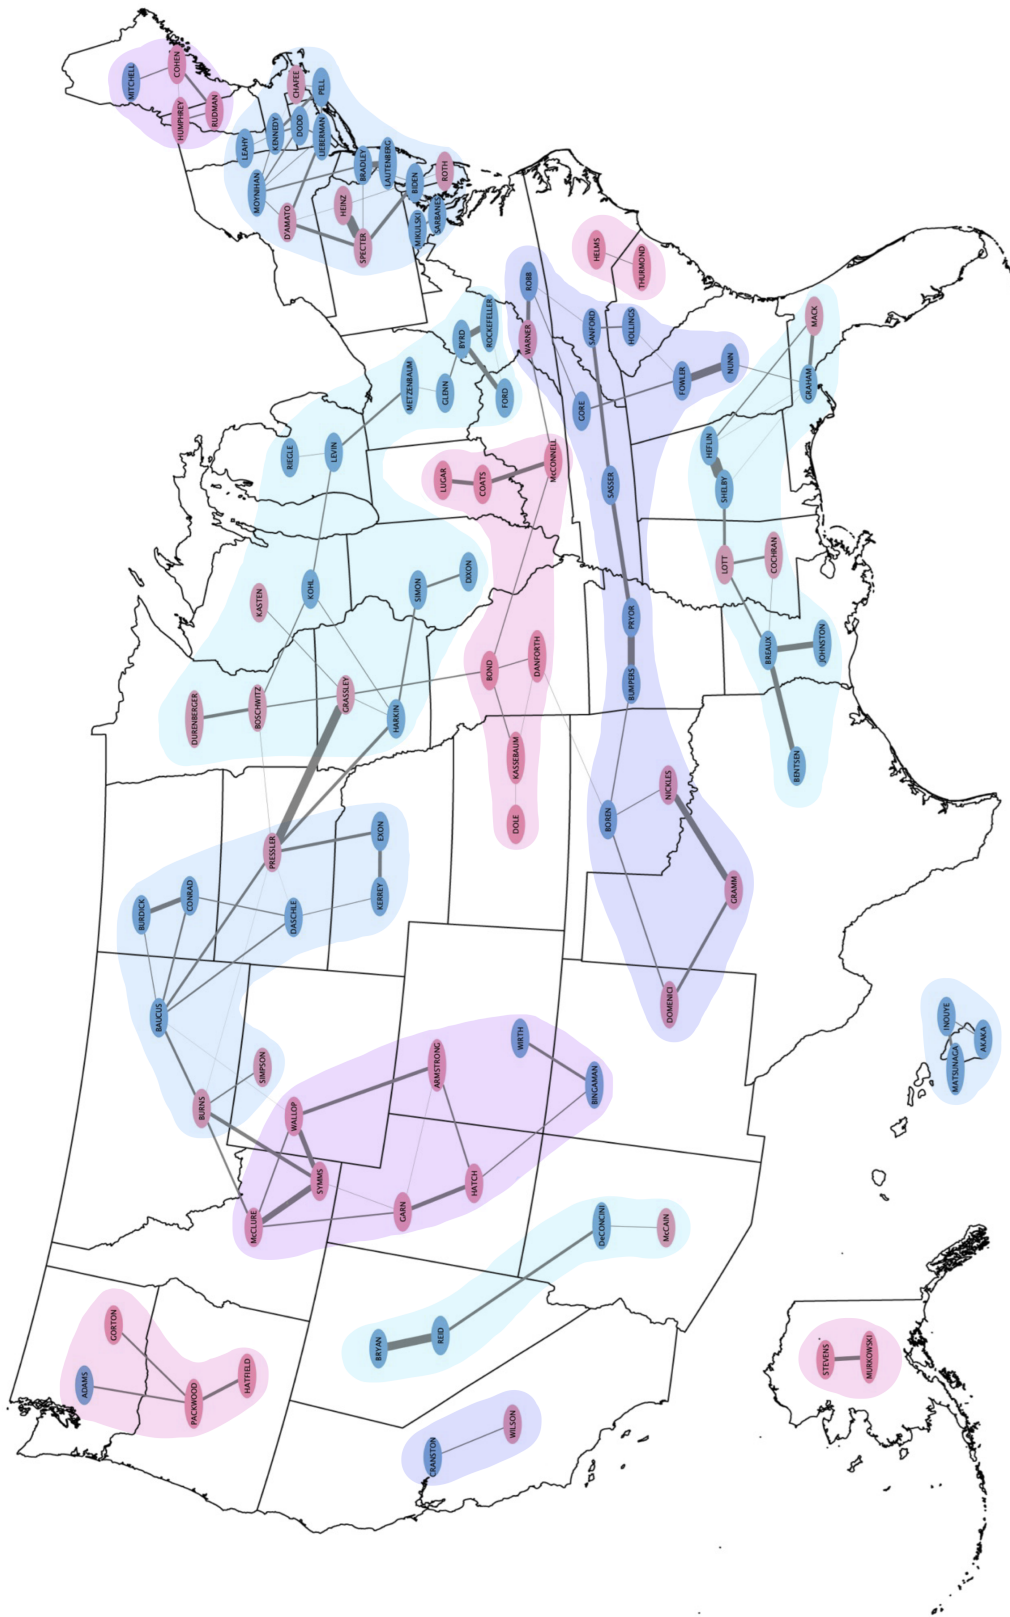 MITCHELL
COHEN
HUMPHREY
RUDMAN
LEAHY
KENNEDY
CHAFEE
PELL
DODD
LIEBERMAN
MOYNIHAN
D'AMATO
BRADLEY
LAUTENBERG
HEINZ
SPECTER
BIDEN
ROTH
MIKULSKI
SARBANES
HELMS
THURMOND
ROBB
WARNER
SANFORD
HOLLINGS
GORE
FOWLER
NUNN
MACK
GRAHAM
BYRD
ROCKEFELLER
METZENBAUM
GLENN
FORD
RIEGLE
LEVIN
LUGAR
COATS
McCONNELL
SASSER
HEFLIN
SHELBY
LOTT
COCHRAN
KASTEN
KOHL
SIMON
DIXON
PRYOR
BUMPERS
BREAUX
JOHNSTON
BENTSEN
DURENBERGER
BOSCHWITZ
GRASSLEY
HARKIN
BOND
DANFORTH
KASSEBAUM
DOLE
BOREN
NICKLES
GRAMM
DOMENICI
PRESSLER
EXON
KERREY
DASCHLE
CONRAD
BURDICK
BAUCUS
BURNS
SIMPSON
WALLOP
ARMSTRONG
WIRTH
BINGAMAN
SYMMS
McCLURE
GARN
HATCH
DeCONCINI
McCAIN
BRYAN
REID
GORTON
ADAMS
PACKWOOD
HATFIELD
CRANSTON
WILSON
INOUYE
MATSUNAGA
AKAKA
STEVENS
MURKOWSKI